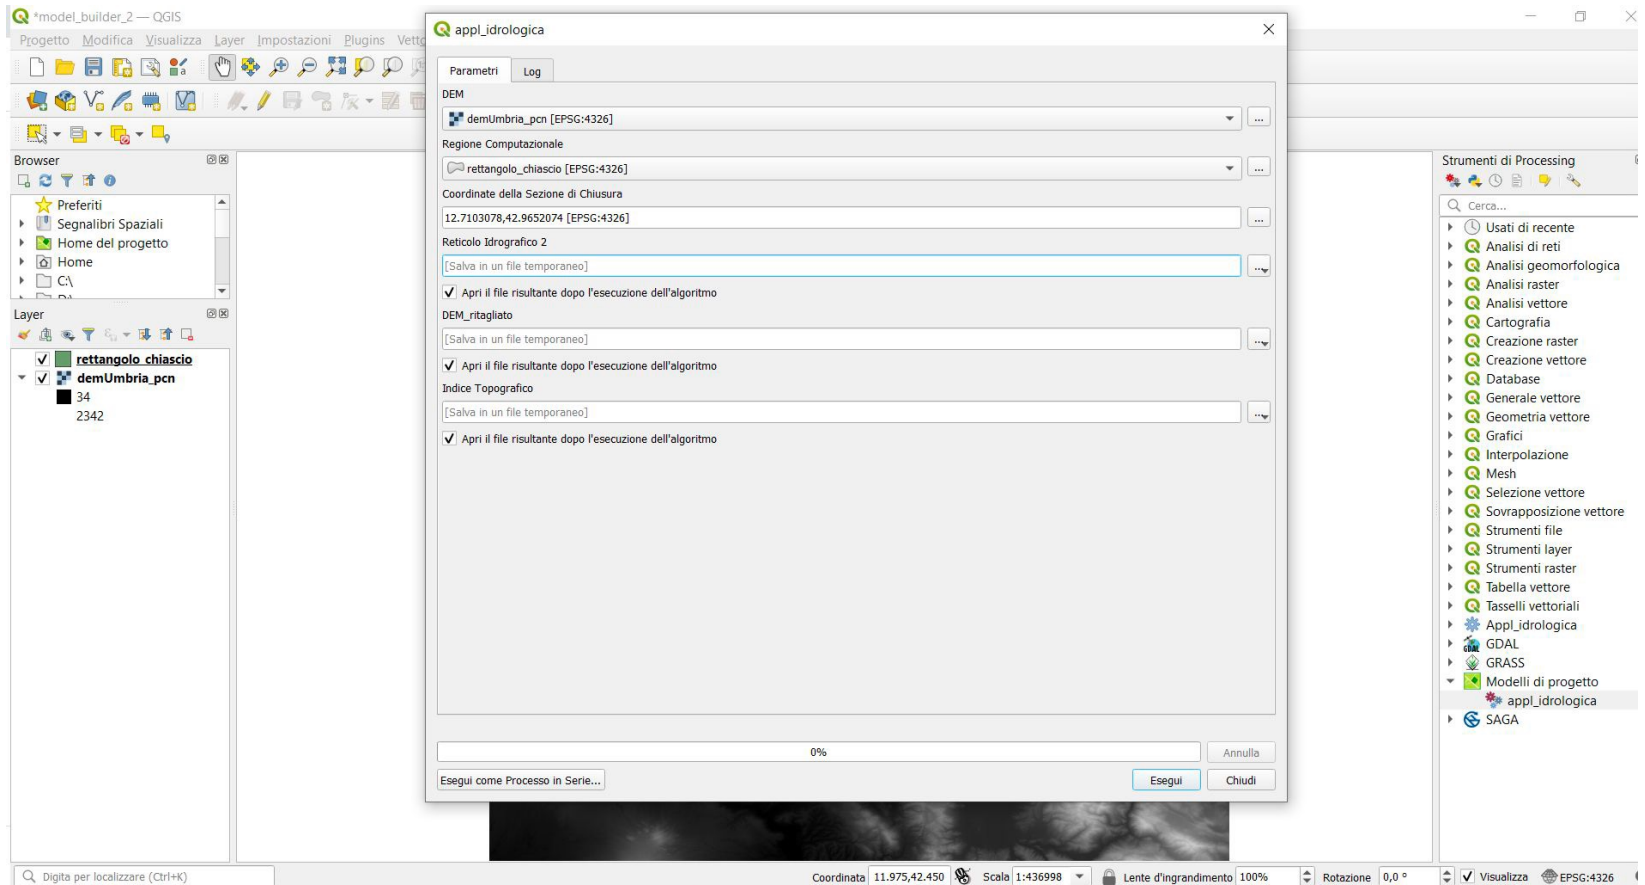 *model_builder_2 — QGIS
Progetto Modifica Visualizza Layer Impostazioni Plugins
Browser
Preferiti
Segnalibri Spaziali
Home del progetto
Home
C:\
Layer
rettangolo_chiascio
demUmbria_pcn
34
2342
appl_idrologica
Parametri Log
DEM
demUmbria_pcn [EPSG:4326]
...
Regione Computazionale
rettangolo_chiascio [EPSG:4326]
...
Coordinate della Sezione di Chiusura
12.7103078,42.9652074 [EPSG:4326]
...
Reticolo Idrografico 2
[Salva in un file temporaneo]
...
Apri il file risultante dopo l'esecuzione dell'algoritmo
DEM_ritagliato
[Salva in un file temporaneo]
...
Apri il file risultante dopo l'esecuzione dell'algoritmo
Indice Topografico
[Salva in un file temporaneo]
...
Apri il file risultante dopo l'esecuzione dell'algoritmo
0%
Annulla
Esegui come Processo in Serie...
Esegui
Chiudi
Strumenti di Processing
Cerca...
Usati di recente
Analisi di reti
Analisi geomorfologica
Analisi raster
Analisi vettore
Cartografia
Creazione raster
Creazione vettore
Database
Generale vettore
Geometria vettore
Grafici
Interpolazione
Mesh
Selezione vettore
Sovrapposizione vettore
Strumenti file
Strumenti layer
Strumenti raster
Tabella vettore
Tasselli vettoriali
Appl_idrologica
GDAL
GRASS
Modelli di progetto
appl_idrologica
SAGA
Digita per localizzare (Ctrl+K)
Coordinata 11.975,42.450 Scala 1:436998 Lente d'ingrandimento 100% Rotazione 0,0 ° Visualizza EPSG:4326